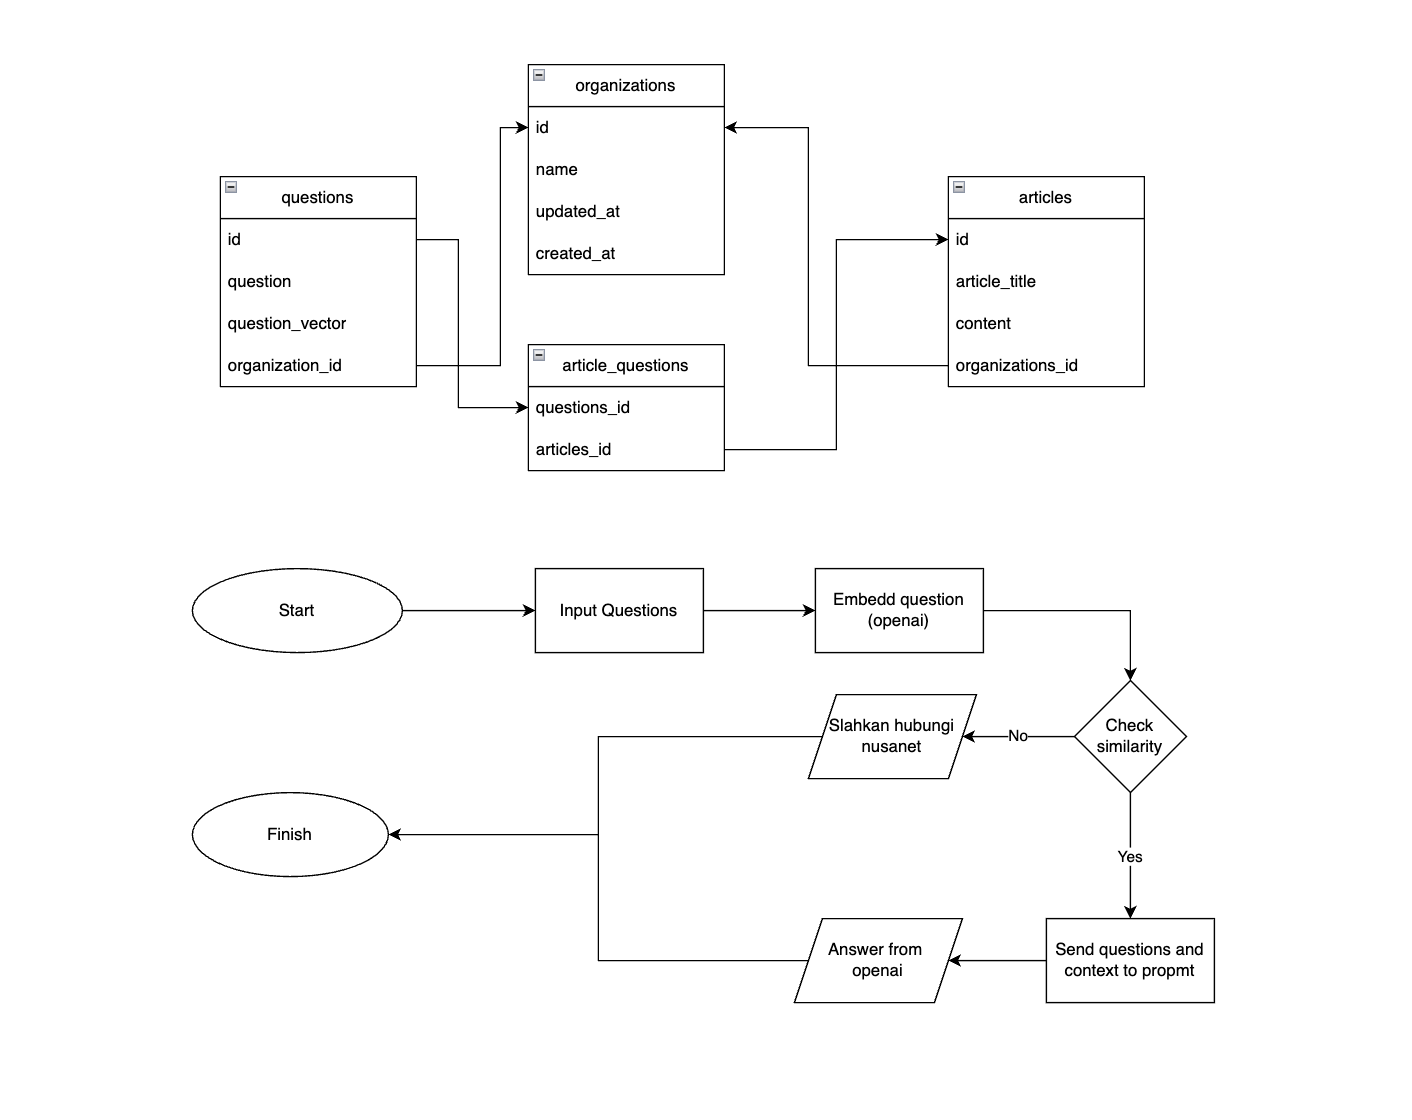 organizations
id
name
updated_at
created_at
questions
id
question
question_vector
organization_id
articles
id
article_title
content
organizations_id
article_questions
questions_id
articles_id
Start
Input Questions
Embedd question
(openai)
Check
similarity
No
Slahkan hubungi
nusanet
Yes
Finish
Send questions and
context to propmt
Answer from
openai